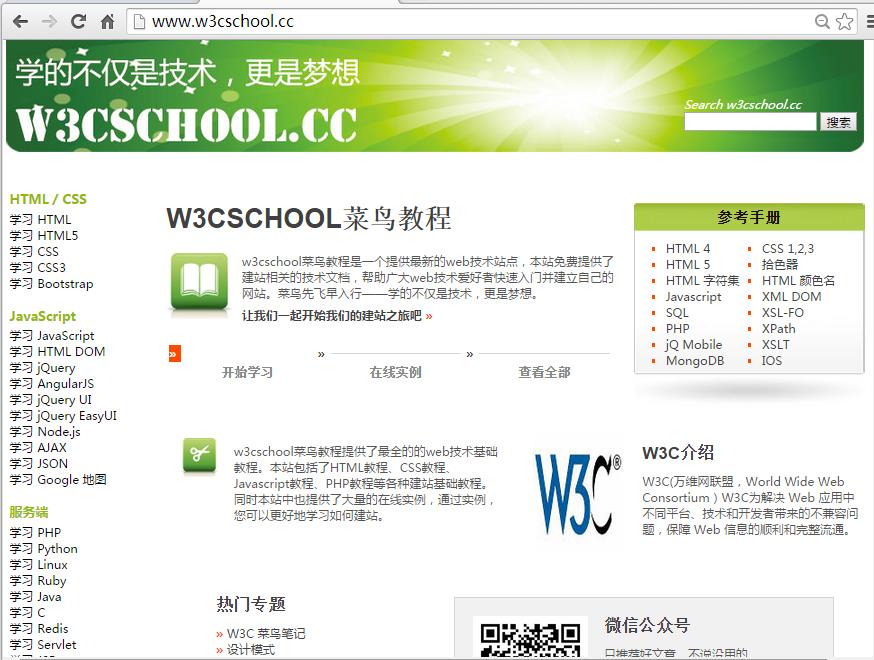 www.w3cschool.cc
学的不仅是技术，更是梦想
W3CSCHOOL.CC
Search w3cschool.cc
搜索
HTML / CSS
学习 HTML
学习 HTML5
学习 CSS
学习 CSS3
学习 Bootstrap
JavaScript
学习 JavaScript
学习 HTML DOM
学习 jQuery
学习 AngularJS
学习 jQuery UI
学习 jQuery EasyUI
学习 Node.js
学习 AJAX
学习 JSON
学习 Google 地图
服务端
学习 PHP
学习 Python
学习 Linux
学习 Ruby
学习 Java
学习 C
学习 Redis
学习 Servlet
W3CSCHOOL菜鸟教程
w3cschool菜鸟教程是一个提供最新的web技术站点，本站免费提供了
建站相关的技术文档，帮助广大web技术爱好者快速入门并建立自己的
网站。菜鸟先飞早入行——学的不仅是技术，更是梦想。
让我们一起开始我们的建站之旅吧 »
» » »
开始学习 在线实例 查看全部
参考手册
HTML 4 CSS 1,2,3
HTML 5 拾色器
HTML 字符集 HTML 颜色名
Javascript XML DOM
SQL XSL-FO
PHP XPath
jQ Mobile XSLT
MongoDB IOS
w3cschool菜鸟教程提供了最全的的web技术基础
教程。本站包括了HTML教程、CSS教程、
Javascript教程、PHP教程等各种建站基础教程。
同时本站中也提供了大量的在线实例，通过实例，
您可以更好地学习如何建站。
W3C®
W3C介绍
W3C(万维网联盟，World Wide Web
Consortium ) W3C为解决 Web 应用中
不同平台、技术和开发者带来的不兼容问
题，保障 Web 信息的顺利和完整流通。
热门专题
» W3C 菜鸟笔记
» 设计模式
微信公众号
只推荐好文章，不说没用的